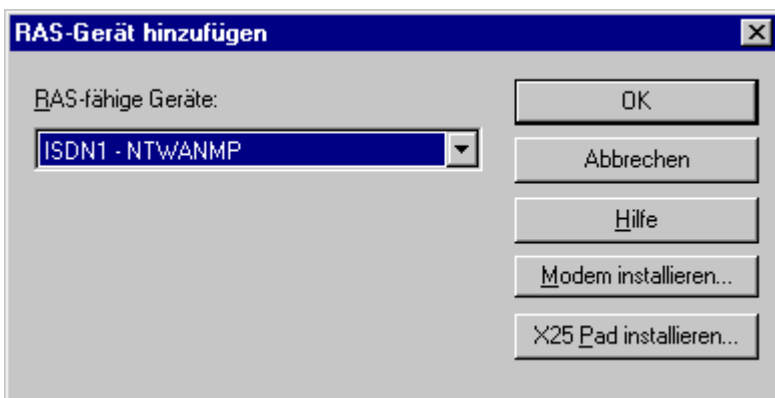 RAS-Gerät hinzufügen
RAS-fähige Geräte:
ISDN1 - NTWANMP
OK
Abbrechen
Hilfe
Modem installieren...
X25 Pad installieren...